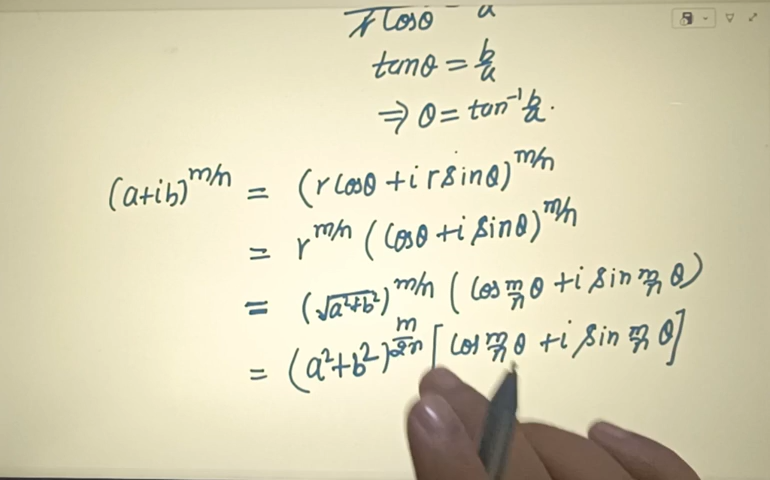 r cosθ = a
tanθ = b/a
⇒ θ = tan⁻¹ b/a.
(a+ib)^m/n = (r cosθ + i r sinθ)^m/n
= r^m/n (cosθ + i sinθ)^m/n
= (√a²+b²)^m/n (cos m/n θ + i sin m/n θ)
= (a²+b²)^m/2n [cos m/n θ + i sin m/n θ]